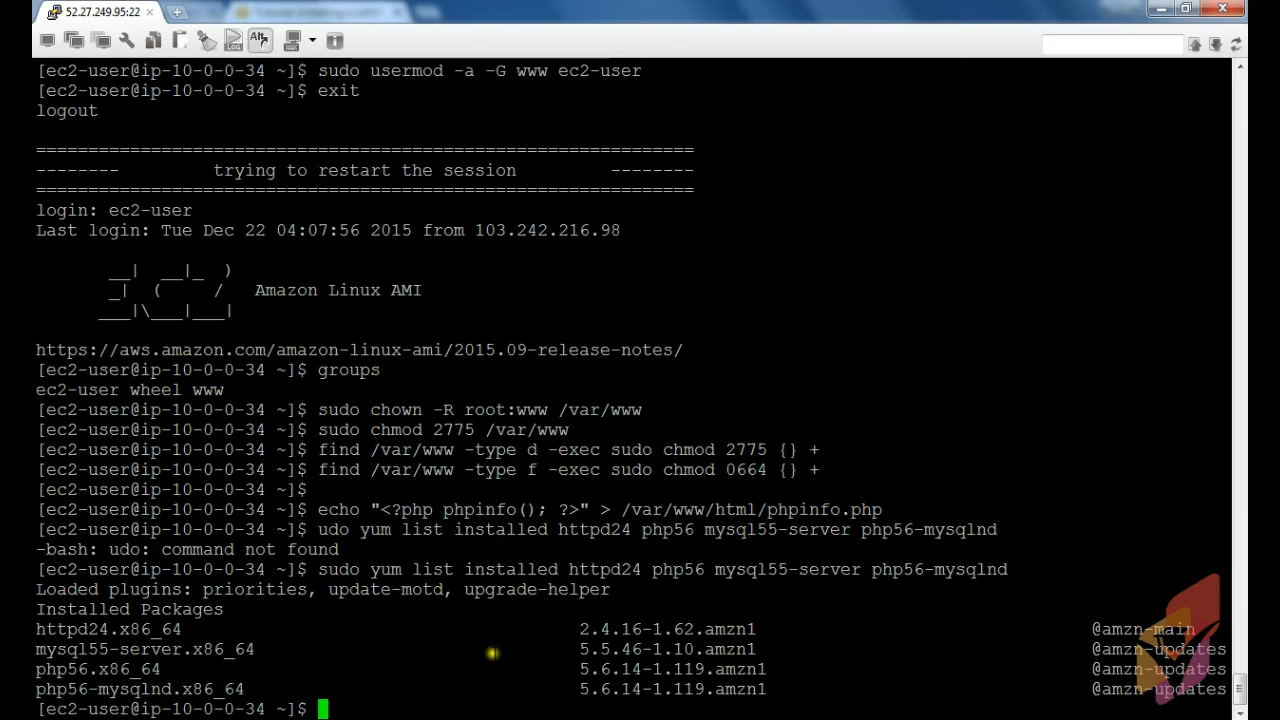 52.27.249.95:22
[ec2-user@ip-10-0-0-34 ~]$ sudo usermod -a -G www ec2-user
[ec2-user@ip-10-0-0-34 ~]$ exit
logout
============================================================
-------- trying to restart the session --------
============================================================
login: ec2-user
Last login: Tue Dec 22 04:07:56 2015 from 103.242.216.98
__| __|_ )
_| ( / Amazon Linux AMI
___|\___|___|
https://aws.amazon.com/amazon-linux-ami/2015.09-release-notes/
[ec2-user@ip-10-0-0-34 ~]$ groups
ec2-user wheel www
[ec2-user@ip-10-0-0-34 ~]$ sudo chown -R root:www /var/www
[ec2-user@ip-10-0-0-34 ~]$ sudo chmod 2775 /var/www
[ec2-user@ip-10-0-0-34 ~]$ find /var/www -type d -exec sudo chmod 2775 {} +
[ec2-user@ip-10-0-0-34 ~]$ find /var/www -type f -exec sudo chmod 0664 {} +
[ec2-user@ip-10-0-0-34 ~]$
[ec2-user@ip-10-0-0-34 ~]$ echo "<?php phpinfo(); ?>" > /var/www/html/phpinfo.php
[ec2-user@ip-10-0-0-34 ~]$ udo yum list installed httpd24 php56 mysql55-server php56-mysqlnd
-bash: udo: command not found
[ec2-user@ip-10-0-0-34 ~]$ sudo yum list installed httpd24 php56 mysql55-server php56-mysqlnd
Loaded plugins: priorities, update-motd, upgrade-helper
Installed Packages
httpd24.x86_64 2.4.16-1.62.amzn1 @amzn-main
mysql55-server.x86_64 5.5.46-1.10.amzn1 @amzn-updates
php56.x86_64 5.6.14-1.119.amzn1 @amzn-updates
php56-mysqlnd.x86_64 5.6.14-1.119.amzn1 @amzn-updates
[ec2-user@ip-10-0-0-34 ~]$